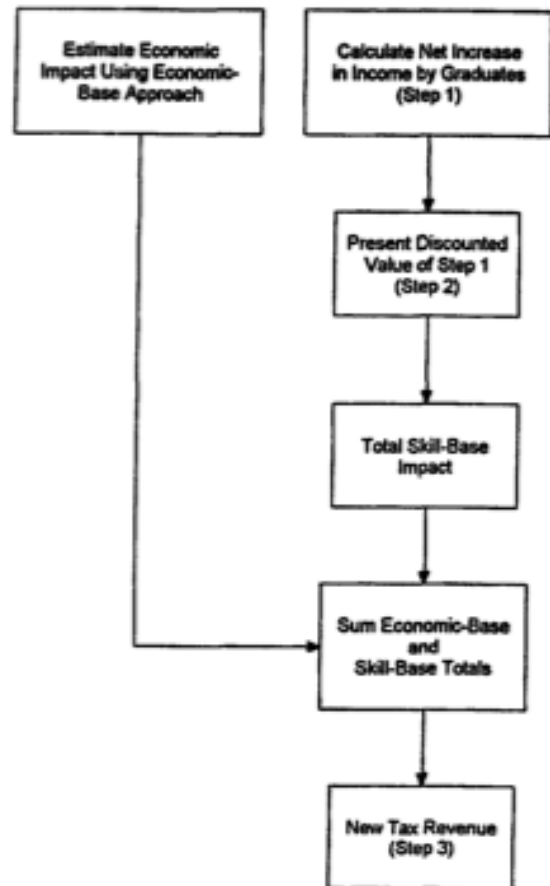 Estimate Economic
Impact Using Economic-
Base Approach
Calculate Net Increase
in Income by Graduates
(Step 1)
Present Discounted
Value of Step 1
(Step 2)
Total Skill-Base
Impact
Sum Economic-Base
and
Skill-Base Totals
New Tax Revenue
(Step 3)